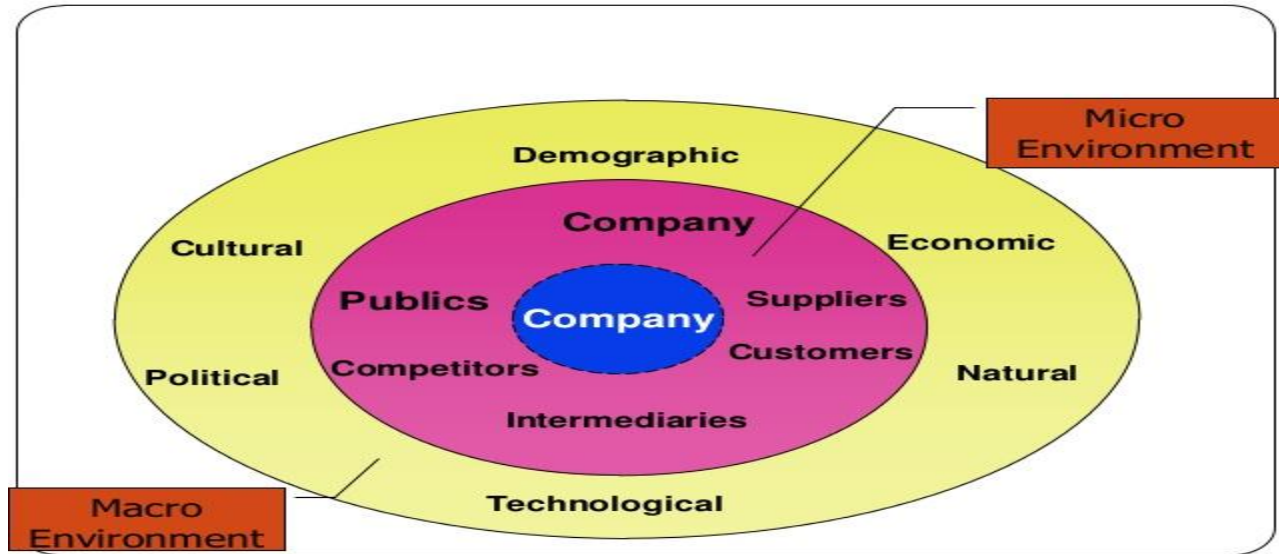 Micro
Environment
Demographic
Company
Cultural
Economic
Publics
Suppliers
Company
Customers
Competitors
Political
Natural
Intermediaries
Technological
Macro
Environment